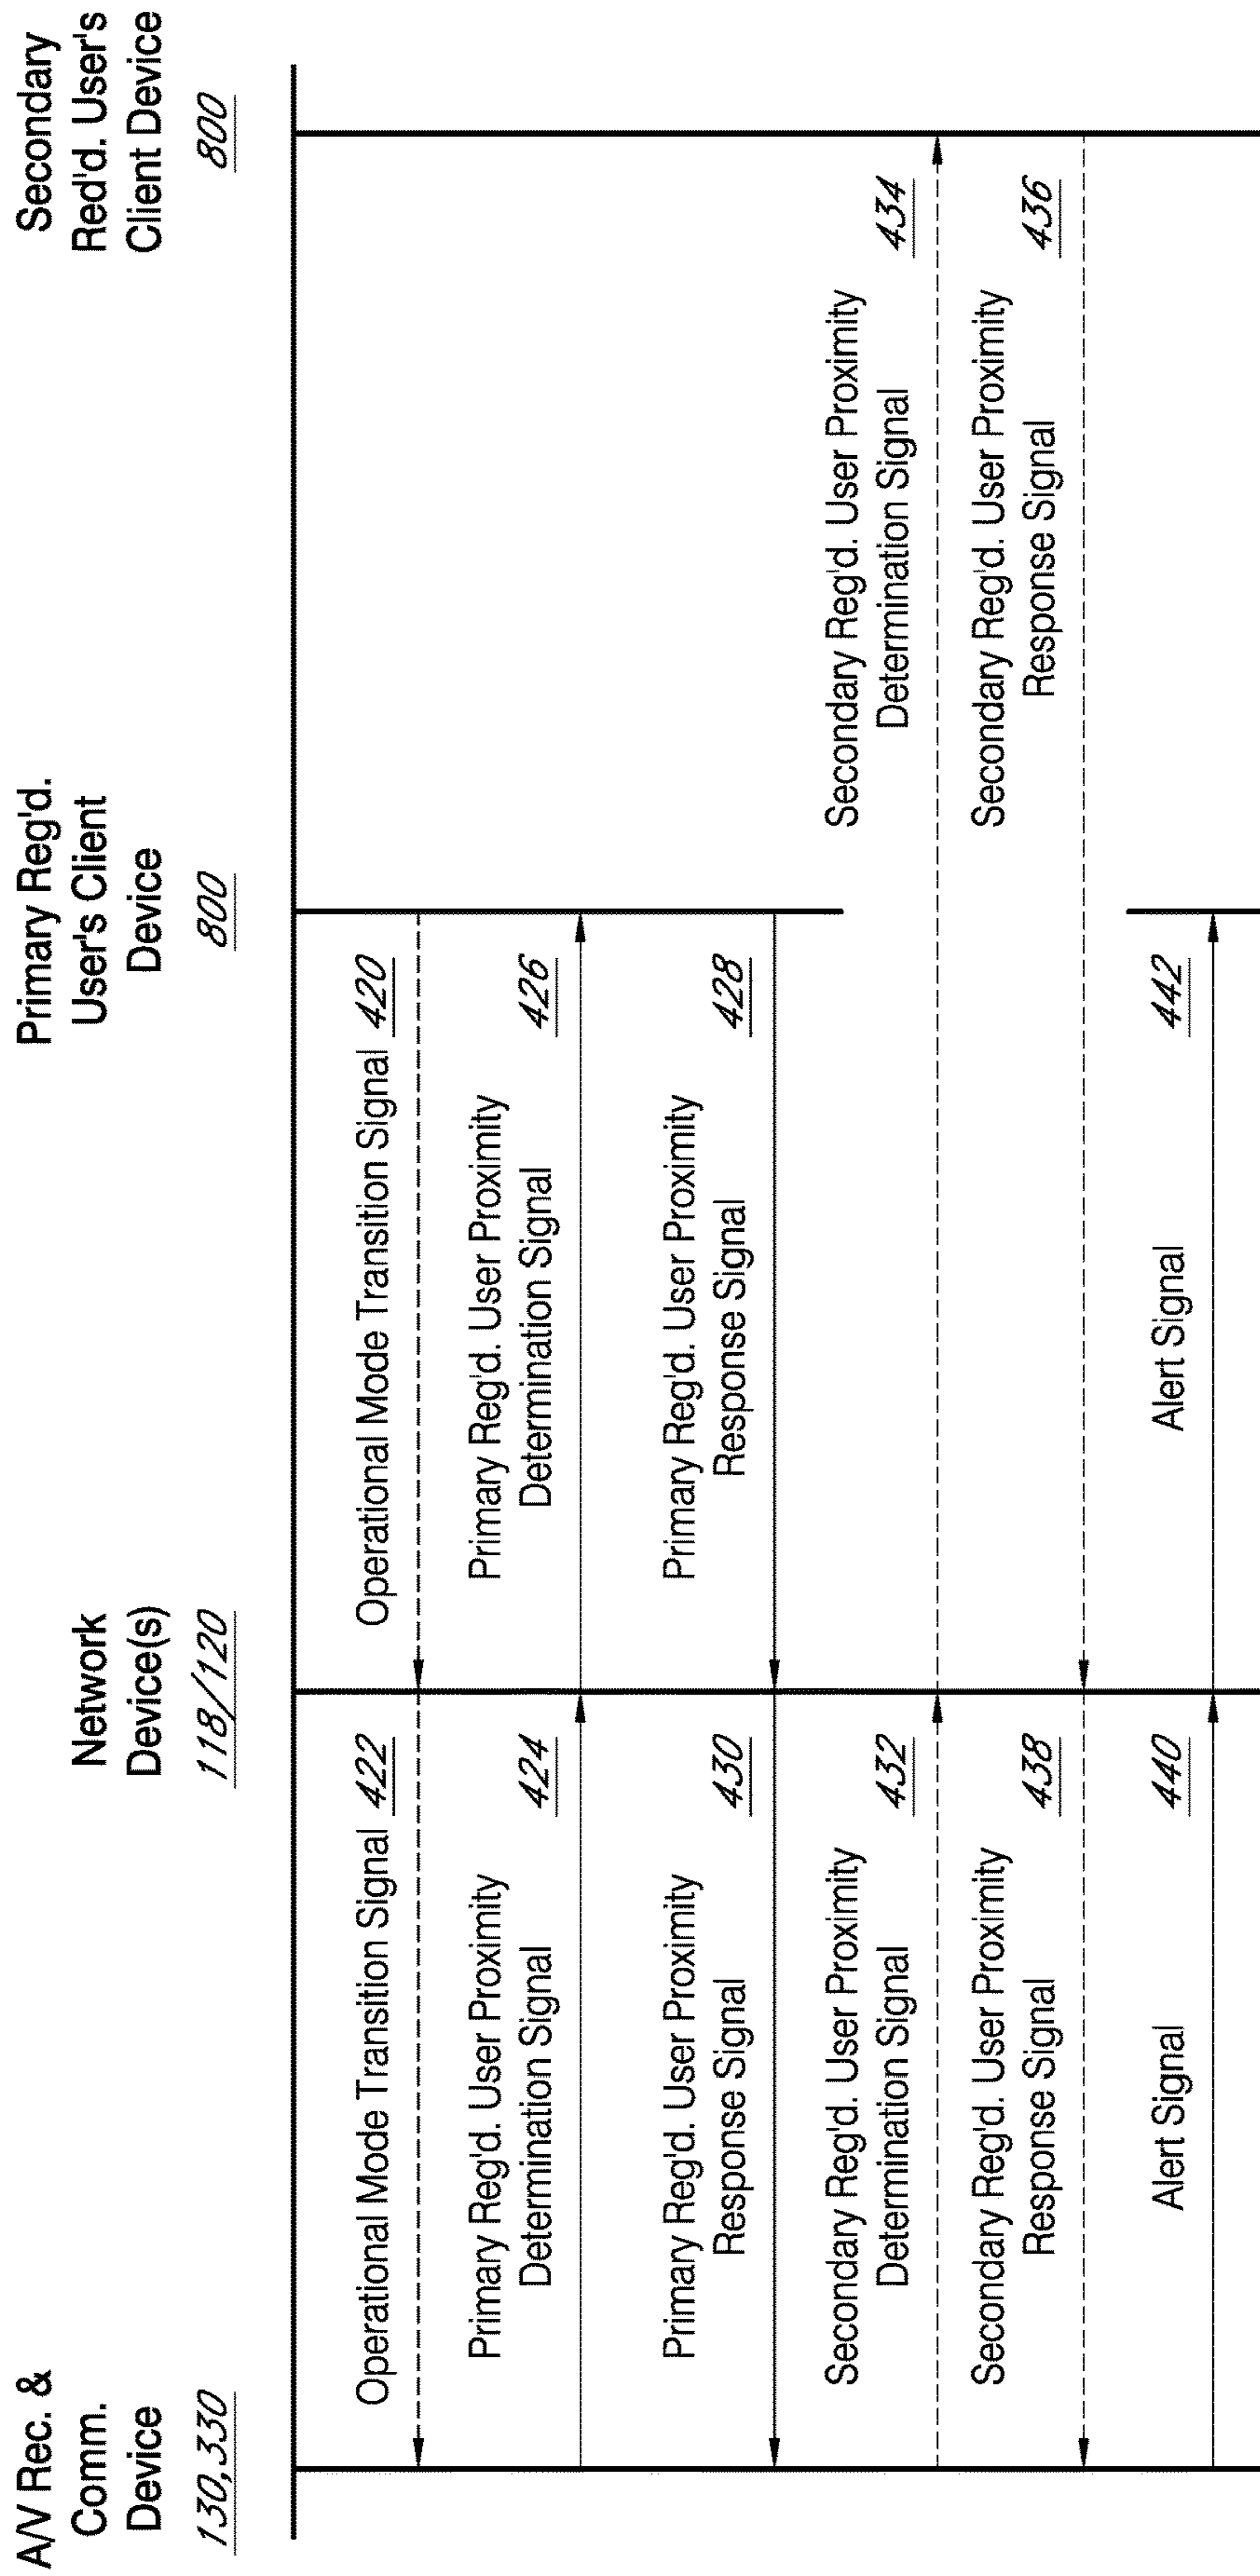 A/V Rec. &
Comm.
Device
130,330
Network
Device(s)
118/120
Primary Reg'd.
User's Client
Device
800
Secondary
Red'd. User's
Client Device
800
Operational Mode Transition Signal 422
Operational Mode Transition Signal 420
Primary Reg'd. User Proximity
Determination Signal
424
Primary Reg'd. User Proximity
Determination Signal
426
Primary Reg'd. User Proximity
Response Signal
430
Primary Reg'd. User Proximity
Response Signal
428
Secondary Reg'd. User Proximity
Determination Signal
432
Secondary Reg'd. User Proximity
Determination Signal
434
Secondary Reg'd. User Proximity
Response Signal
438
Secondary Reg'd. User Proximity
Response Signal
436
Alert Signal
440
Alert Signal
442